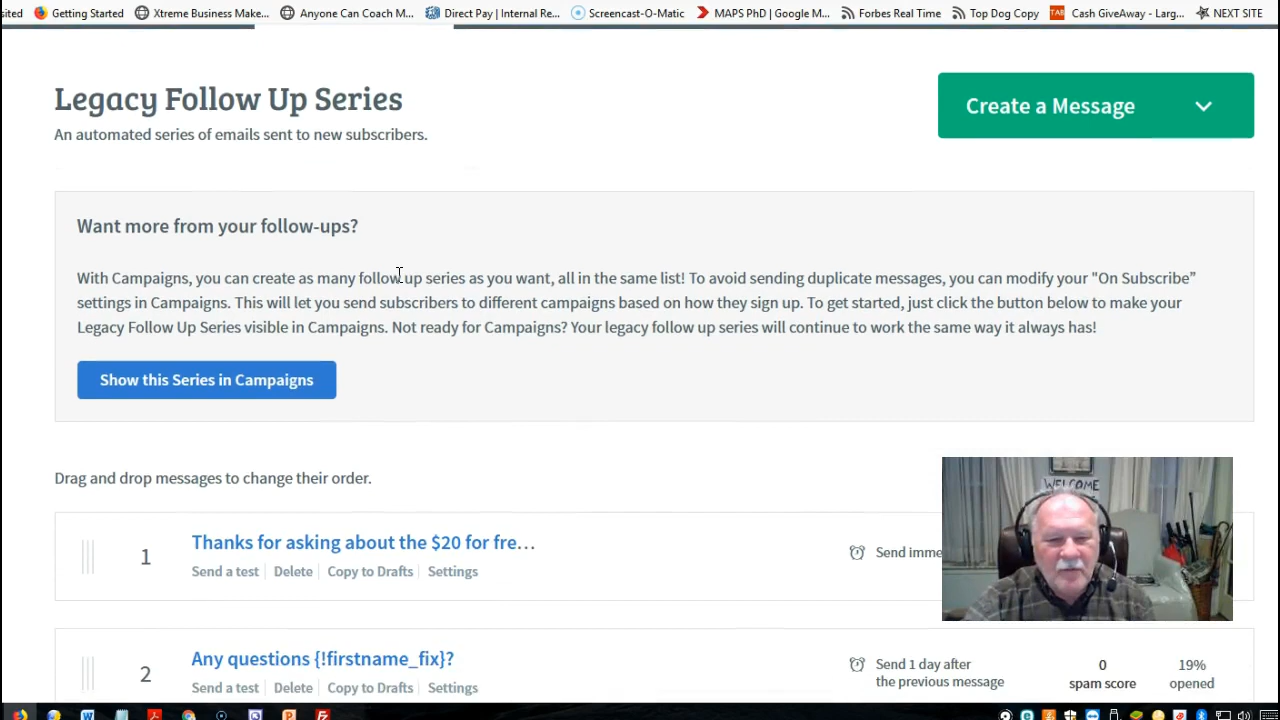 sited Getting Started Xtreme Business Make... Anyone Can Coach M... Direct Pay | Internal Re... Screencast-O-Matic MAPS PhD | Google M... Forbes Real Time Top Dog Copy Cash GiveAway - Larg... NEXT SITE
Legacy Follow Up Series
Create a Message
An automated series of emails sent to new subscribers.
Want more from your follow-ups?
With Campaigns, you can create as many follow up series as you want, all in the same list! To avoid sending duplicate messages, you can modify your "On Subscribe"
settings in Campaigns. This will let you send subscribers to different campaigns based on how they sign up. To get started, just click the button below to make your
Legacy Follow Up Series visible in Campaigns. Not ready for Campaigns? Your legacy follow up series will continue to work the same way it always has!
Show this Series in Campaigns
Drag and drop messages to change their order.
WELCOME
1 Thanks for asking about the $20 for fre...
Send imme
Send a test Delete Copy to Drafts Settings
2 Any questions {!firstname_fix}?
Send 1 day after
the previous message
0
spam score
19%
opened
Send a test Delete Copy to Drafts Settings